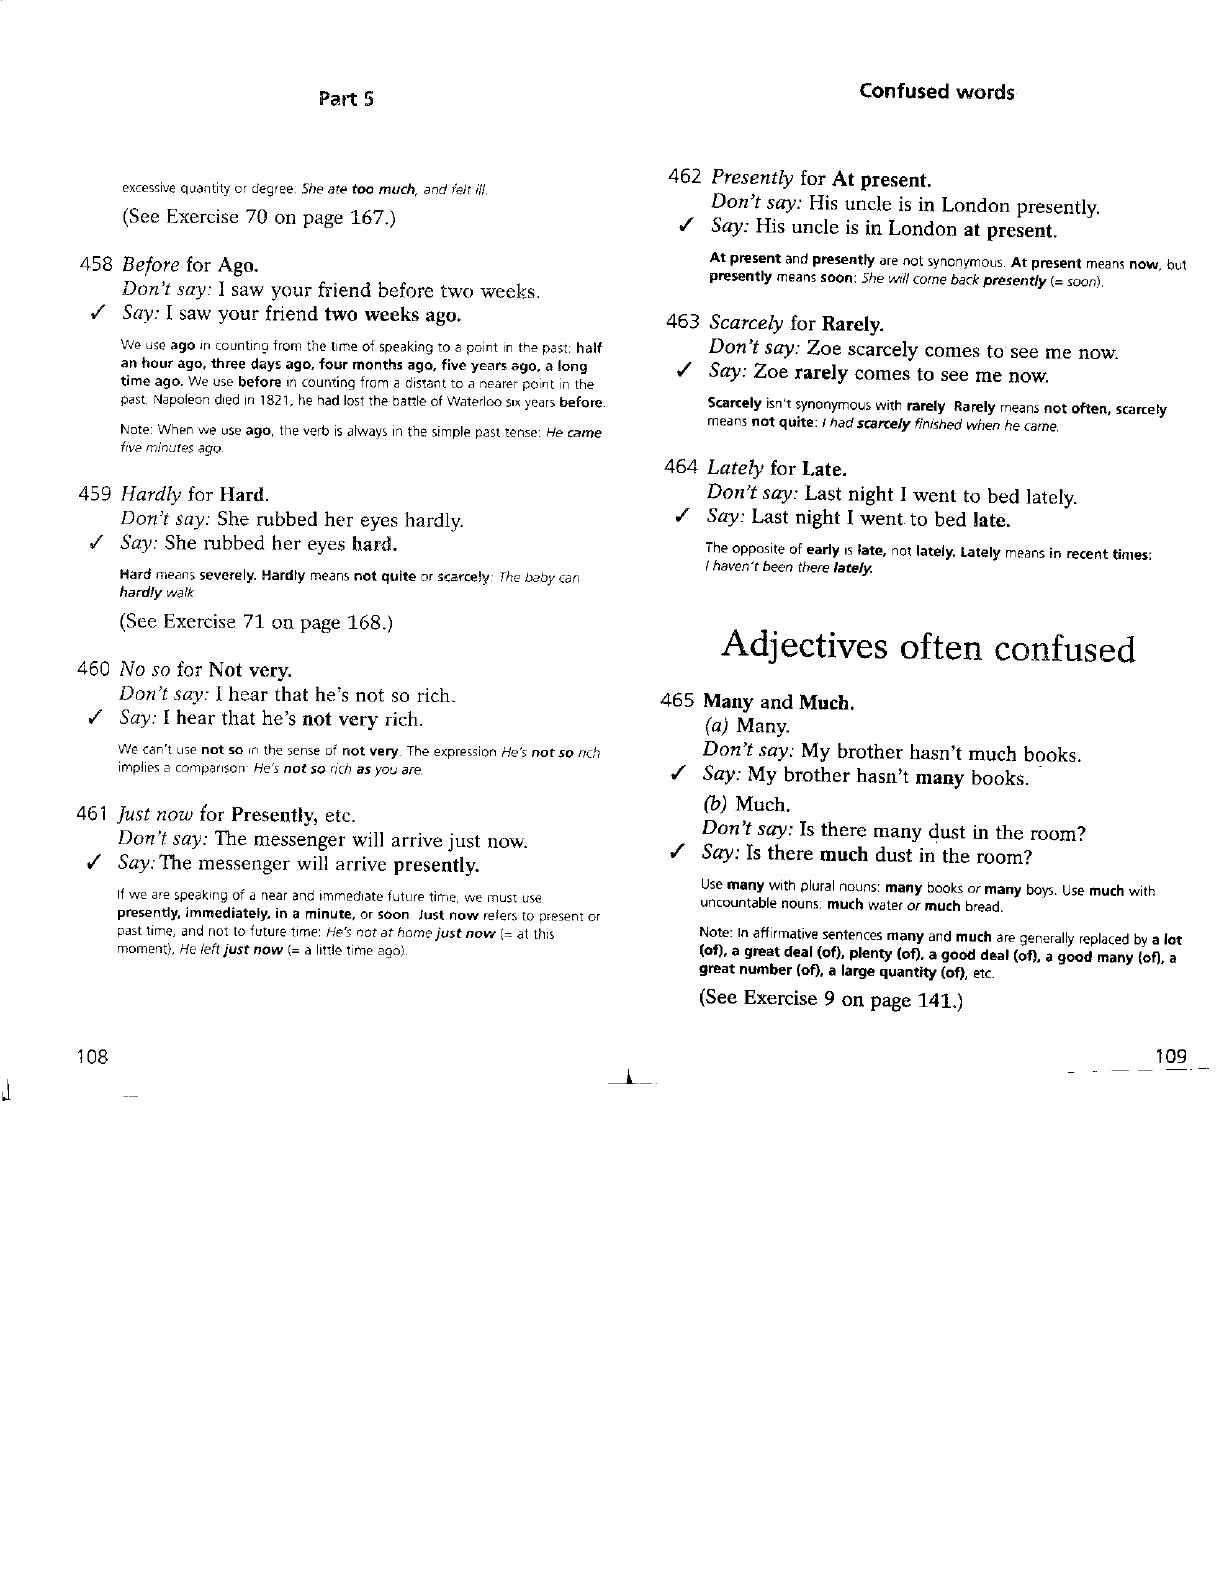 Part 5
excessive quantity or degree: She ate too much, and felt ill.
(See Exercise 70 on page 167.)
458 Before for Ago.
Don't say: I saw your friend before two weeks.
✓ Say: I saw your friend two weeks ago.
We use ago in counting from the time of speaking to a point in the past: half
an hour ago, three days ago, four months ago, five years ago, a long
time ago. We use before in counting from a distant to a nearer point in the
past: Napoleon died in 1821, he had lost the battle of Waterloo six years before.
Note: When we use ago, the verb is always in the simple past tense: He came
five minutes ago.
459 Hardly for Hard.
Don't say: She rubbed her eyes hardly.
✓ Say: She rubbed her eyes hard.
Hard means severely. Hardly means not quite or scarcely: The baby can
hardly walk.
(See Exercise 71 on page 168.)
460 No so for Not very.
Don't say: I hear that he's not so rich.
✓ Say: I hear that he's not very rich.
We can't use not so in the sense of not very. The expression He's not so rich
implies a comparison: He's not so rich as you are.
461 Just now for Presently, etc.
Don't say: The messenger will arrive just now.
✓ Say: The messenger will arrive presently.
If we are speaking of a near and immediate future time, we must use
presently, immediately, in a minute, or soon. Just now refers to present or
past time, and not to future time: He's not at home just now (= at this
moment), He left just now (= a little time ago).
108
Confused words
462 Presently for At present.
Don't say: His uncle is in London presently.
✓ Say: His uncle is in London at present.
At present and presently are not synonymous. At present means now, but
presently means soon: She will come back presently (= soon).
463 Scarcely for Rarely.
Don't say: Zoe scarcely comes to see me now.
✓ Say: Zoe rarely comes to see me now.
Scarcely isn't synonymous with rarely. Rarely means not often, scarcely
means not quite: I had scarcely finished when he came.
464 Lately for Late.
Don't say: Last night I went to bed lately.
✓ Say: Last night I went to bed late.
The opposite of early is late, not lately. Lately means in recent times:
I haven't been there lately.
Adjectives often confused
465 Many and Much.
(a) Many.
Don't say: My brother hasn't much books.
✓ Say: My brother hasn't many books.
(b) Much.
Don't say: Is there many dust in the room?
✓ Say: Is there much dust in the room?
Use many with plural nouns: many books or many boys. Use much with
uncountable nouns: much water or much bread.
Note: In affirmative sentences many and much are generally replaced by a lot
(of), a great deal (of), plenty (of), a good deal (of), a good many (of), a
great number (of), a large quantity (of), etc.
(See Exercise 9 on page 141.)
109